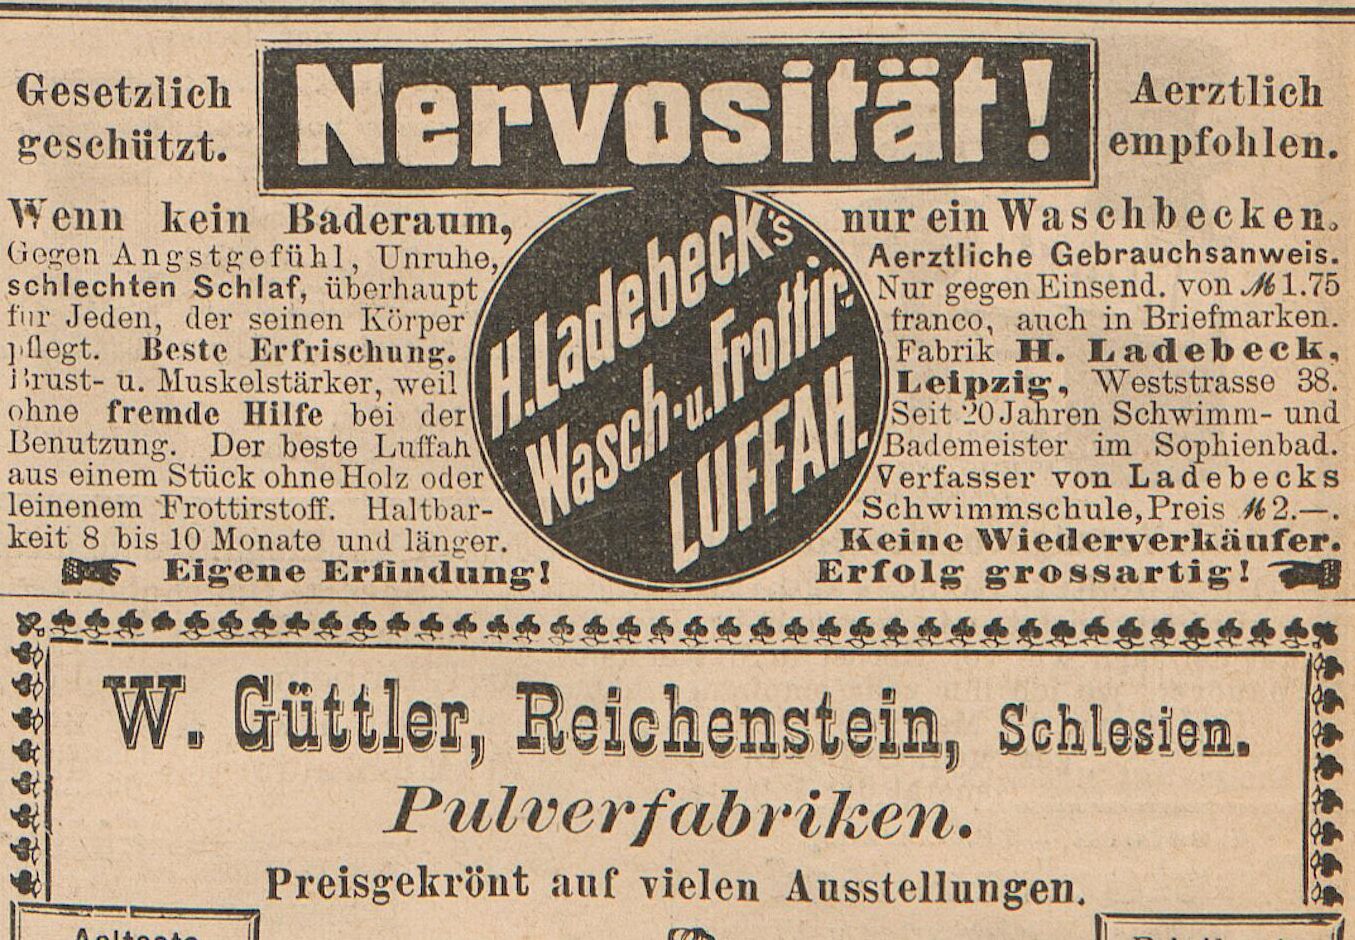 Gesetzlich
geschützt.
Nervosität!
Aerztlich
empfohlen.
Wenn kein Baderaum,
Gegen Angstgefühl, Unruhe,
schlechten Schlaf, überhaupt
für Jeden, der seinen Körper
pflegt. Beste Erfrischung.
Brust- u. Muskelstärker, weil
ohne fremde Hilfe bei der
Benutzung. Der beste Luffah
aus einem Stück ohne Holz oder
leinenem Frottirstoff. Haltbar-
keit 8 bis 10 Monate und länger.
Eigene Erfindung!
H. Ladebeck's
Wasch- u. Frottir-
LUFFAH.
nur ein Waschbecken.
Aerztliche Gebrauchsanweis.
Nur gegen Einsend. von M 1.75
franco, auch in Briefmarken.
Fabrik H. Ladebeck,
Leipzig, Weststrasse 38.
Seit 20 Jahren Schwimm- und
Bademeister im Sophienbad.
Verfasser von Ladebecks
Schwimmschule, Preis M 2.—.
Keine Wiederverkäufer.
Erfolg grossartig!
W. Güttler, Reichenstein, Schlesien.
Pulverfabriken.
Preisgekrönt auf vielen Ausstellungen.